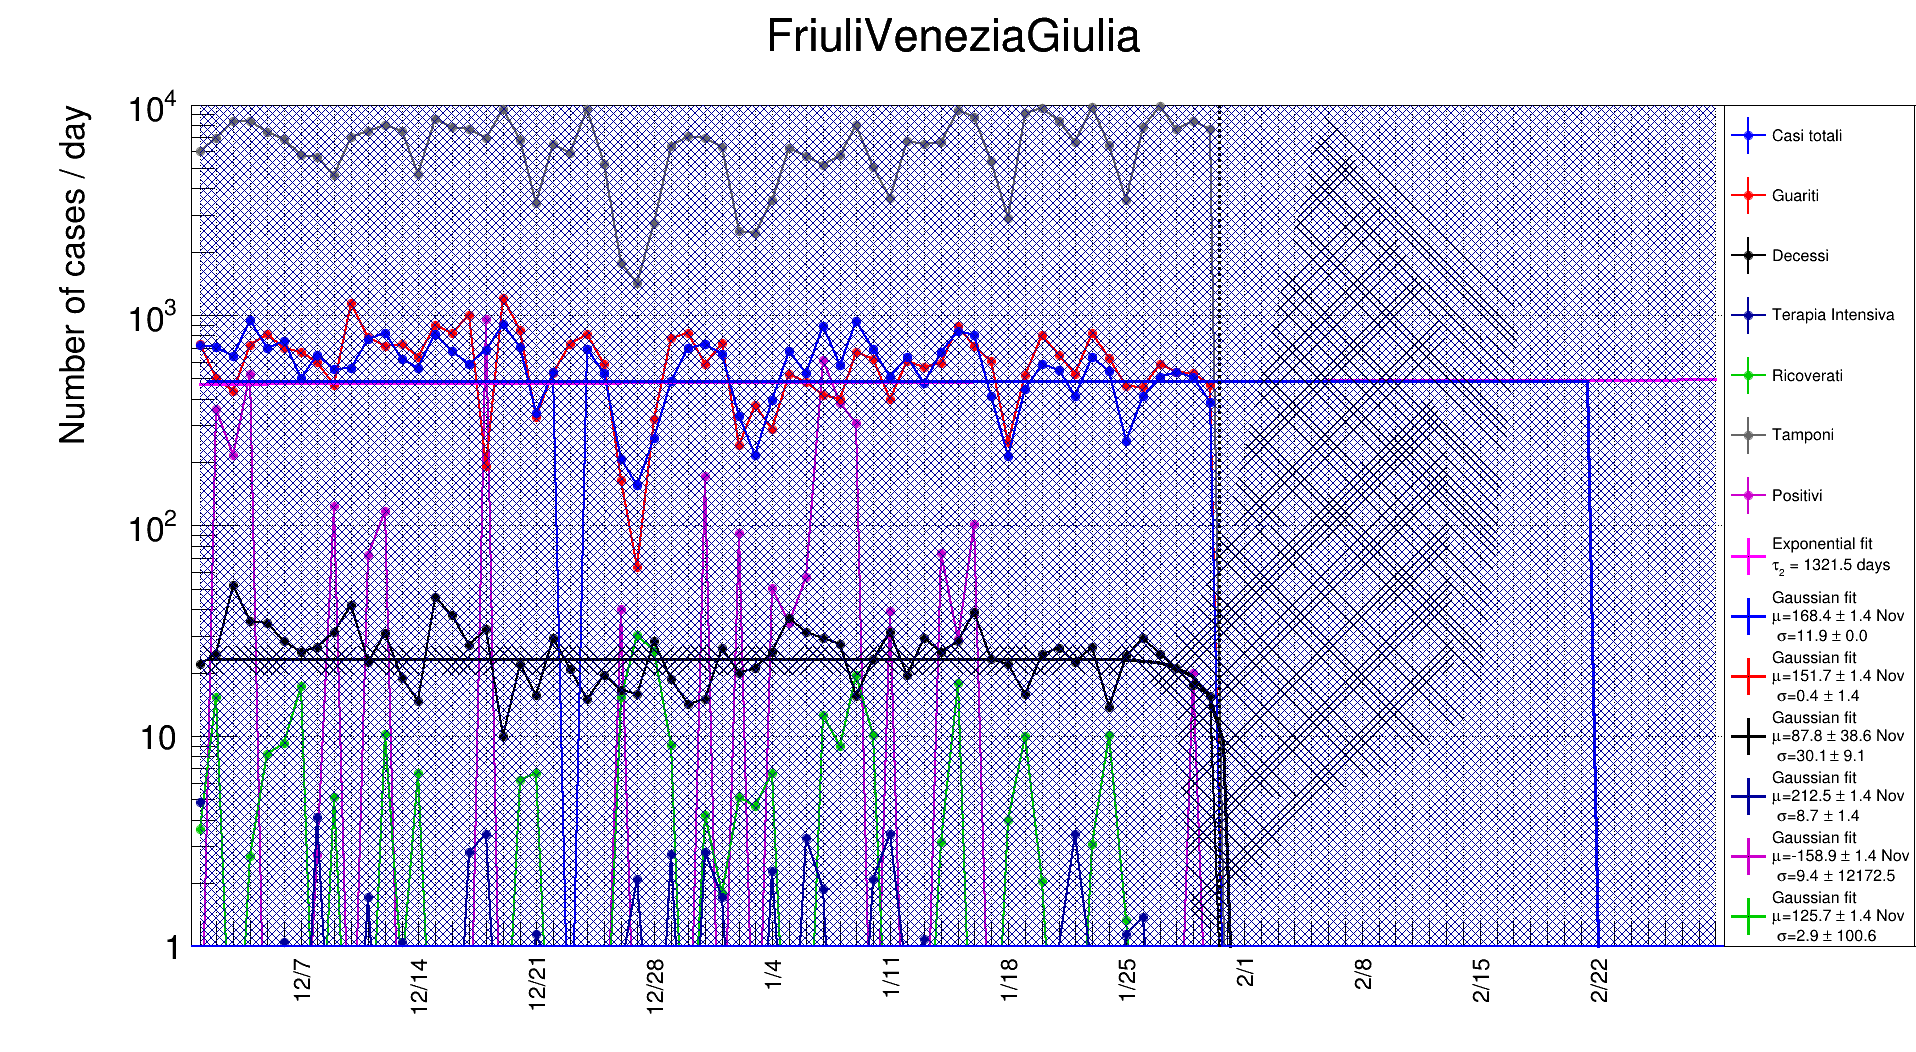 FriuliVeneziaGiulia
Number of cases / day
10^4
10^3
10^2
10
1
12/7
12/14
12/21
12/28
1/4
1/11
1/18
1/25
2/1
2/8
2/15
2/22
Casi totali
Guariti
Decessi
Terapia Intensiva
Ricoverati
Tamponi
Positivi
Exponential fit
τ₂ = 1321.5 days
Gaussian fit
μ=168.4 ± 1.4 Nov
σ=11.9 ± 0.0
Gaussian fit
μ=151.7 ± 1.4 Nov
σ=0.4 ± 1.4
Gaussian fit
μ=87.8 ± 38.6 Nov
σ=30.1 ± 9.1
Gaussian fit
μ=212.5 ± 1.4 Nov
σ=8.7 ± 1.4
Gaussian fit
μ=-158.9 ± 1.4 Nov
σ=9.4 ± 12172.5
Gaussian fit
μ=125.7 ± 1.4 Nov
σ=2.9 ± 100.6